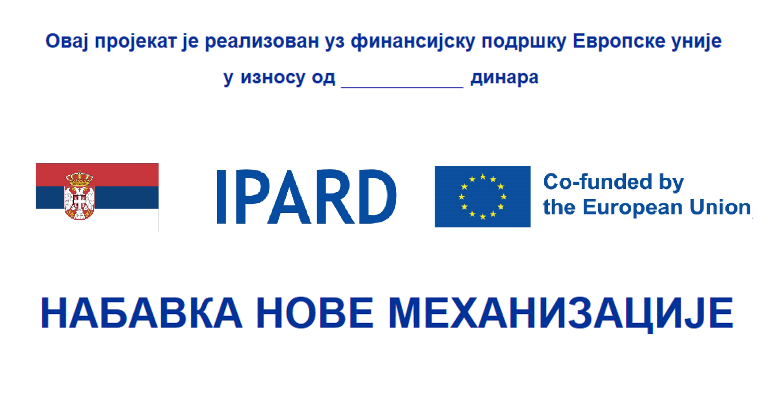 Овај пројекат је реализован уз финансијску подршку Европске уније
у износу од ___________ динара
IPARD
Co-funded by
the European Union
НАБАВКА НОВЕ МЕХАНИЗАЦИЈЕ